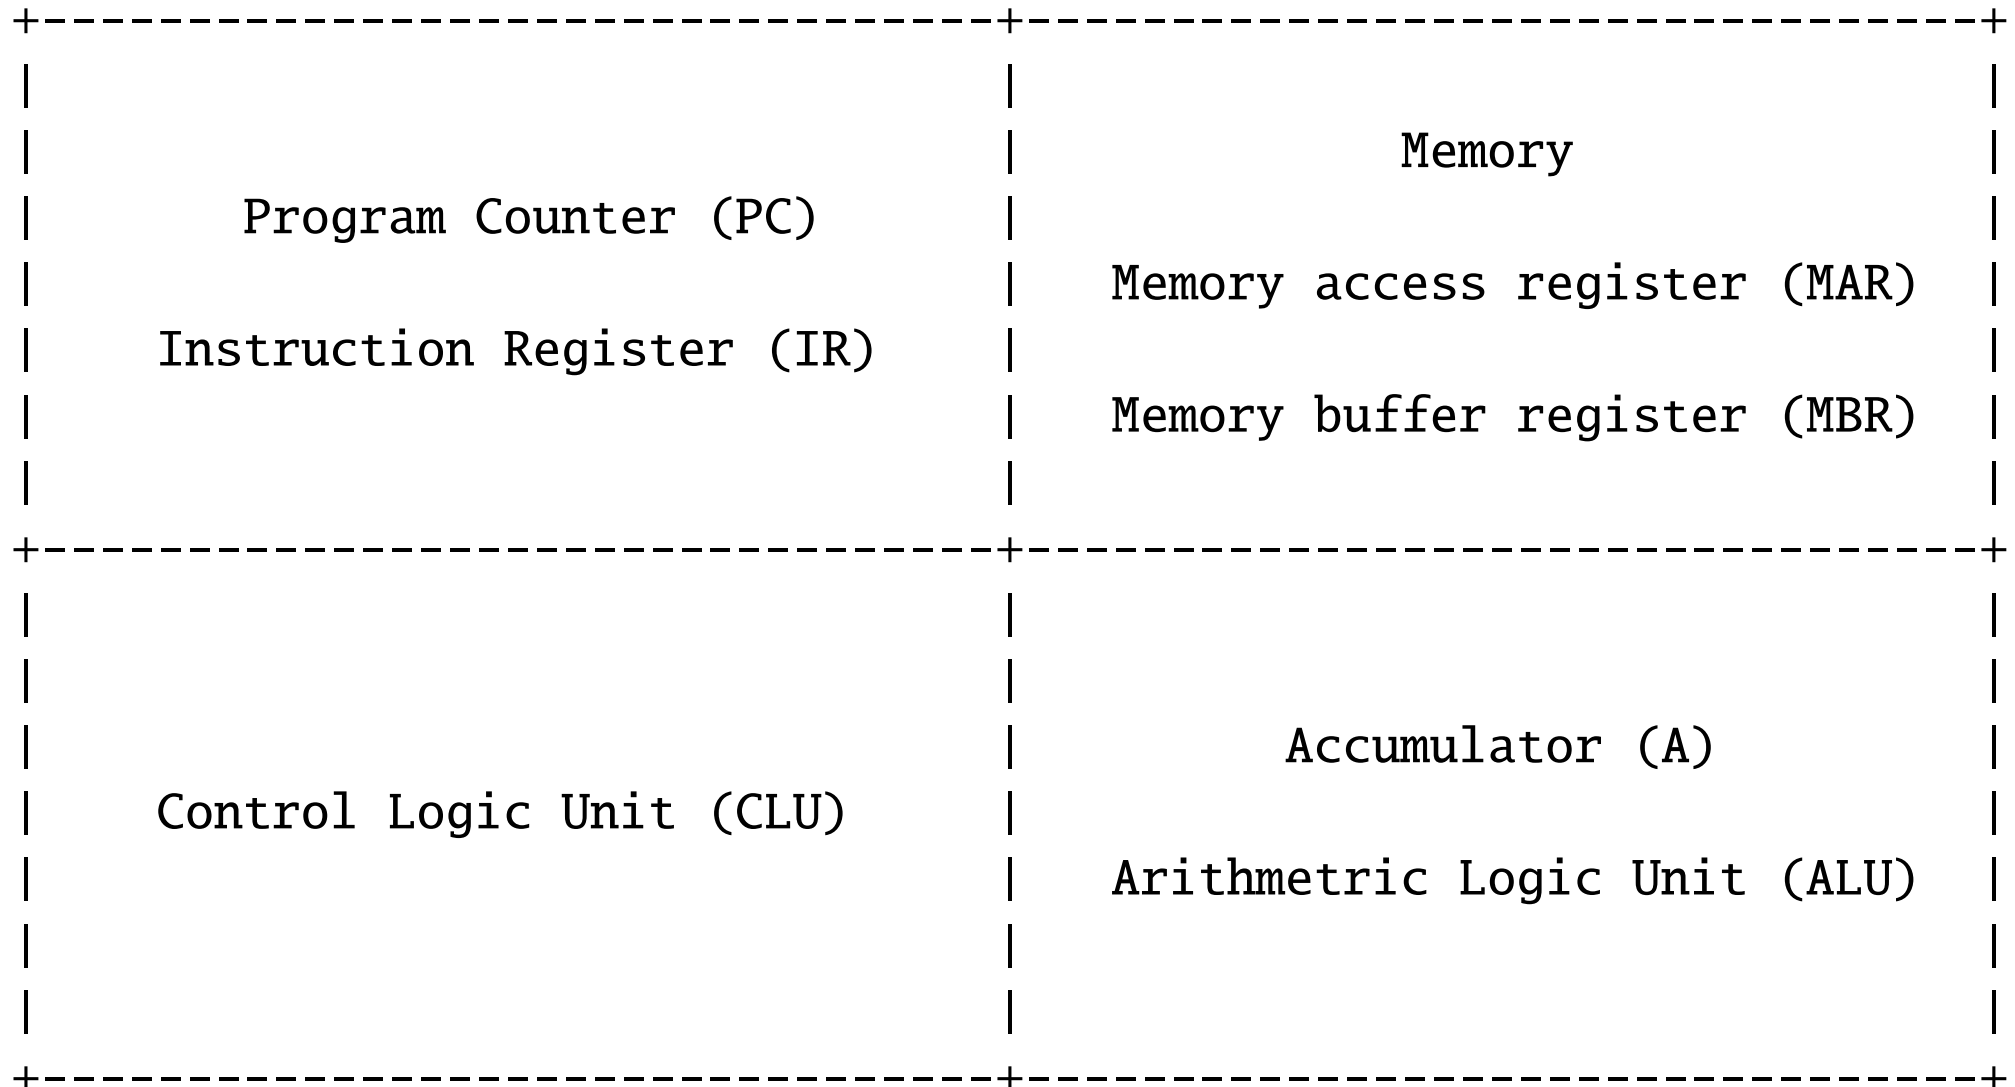 Program Counter (PC)
Instruction Register (IR)
Memory
Memory access register (MAR)
Memory buffer register (MBR)
Control Logic Unit (CLU)
Accumulator (A)
Arithmetric Logic Unit (ALU)